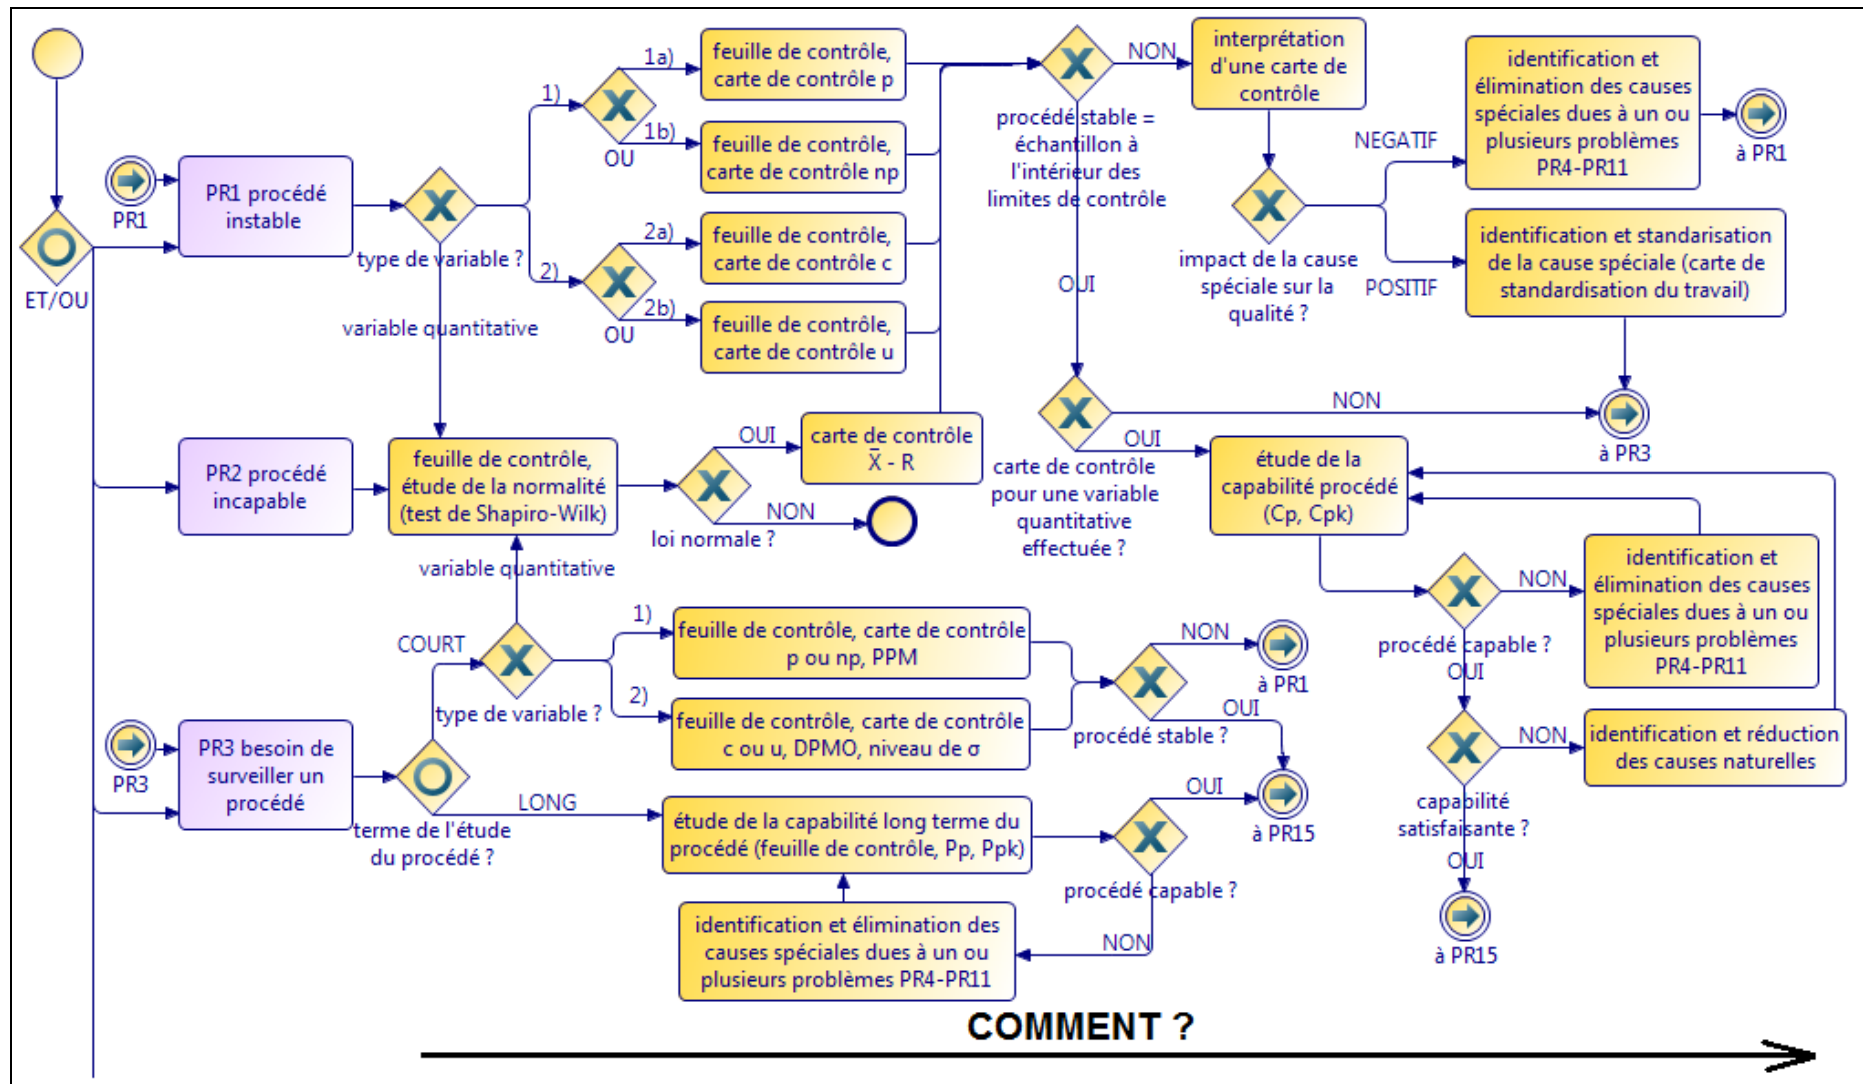 ET/OU
PR1
PR1 procédé
instable
type de variable ?
variable quantitative
1)
2)
OU
OU
1a)
1b)
2a)
2b)
feuille de contrôle,
carte de contrôle p
feuille de contrôle,
carte de contrôle np
feuille de contrôle,
carte de contrôle c
feuille de contrôle,
carte de contrôle u
procédé stable =
échantillon à
l'intérieur des
limites de contrôle
NON
OUI
interprétation
d'une carte de
contrôle
impact de la cause
spéciale sur la
qualité ?
NEGATIF
POSITIF
identification et
élimination des causes
spéciales dues à un ou
plusieurs problèmes
PR4-PR11
à PR1
identification et standarisation
de la cause spéciale (carte de
standardisation du travail)
à PR3
PR2 procédé
incapable
feuille de contrôle,
étude de la normalité
(test de Shapiro-Wilk)
loi normale ?
OUI
NON
carte de contrôle
X̄ - R
carte de contrôle
pour une variable
quantitative
effectuée ?
NON
OUI
étude de la
capabilité procédé
(Cp, Cpk)
procédé capable ?
NON
OUI
identification et
élimination des causes
spéciales dues à un ou
plusieurs problèmes
PR4-PR11
capabilité
satisfaisante ?
NON
OUI
identification et réduction
des causes naturelles
à PR15
PR3
PR3 besoin de
surveiller un
procédé
terme de l'étude
du procédé ?
COURT
LONG
variable quantitative
type de variable ?
1)
2)
feuille de contrôle, carte de contrôle
p ou np, PPM
feuille de contrôle, carte de contrôle
c ou u, DPMO, niveau de σ
procédé stable ?
NON
OUI
à PR1
à PR15
étude de la capabilité long terme du
procédé (feuille de contrôle, Pp, Ppk)
procédé capable ?
OUI
NON
identification et élimination des
causes spéciales dues à un ou
plusieurs problèmes PR4-PR11
COMMENT ?